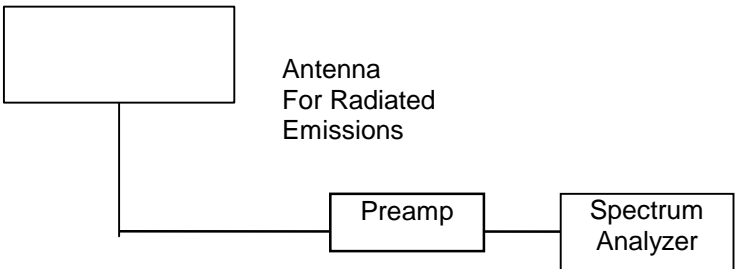 Antenna
For Radiated
Emissions
Preamp
Spectrum
Analyzer